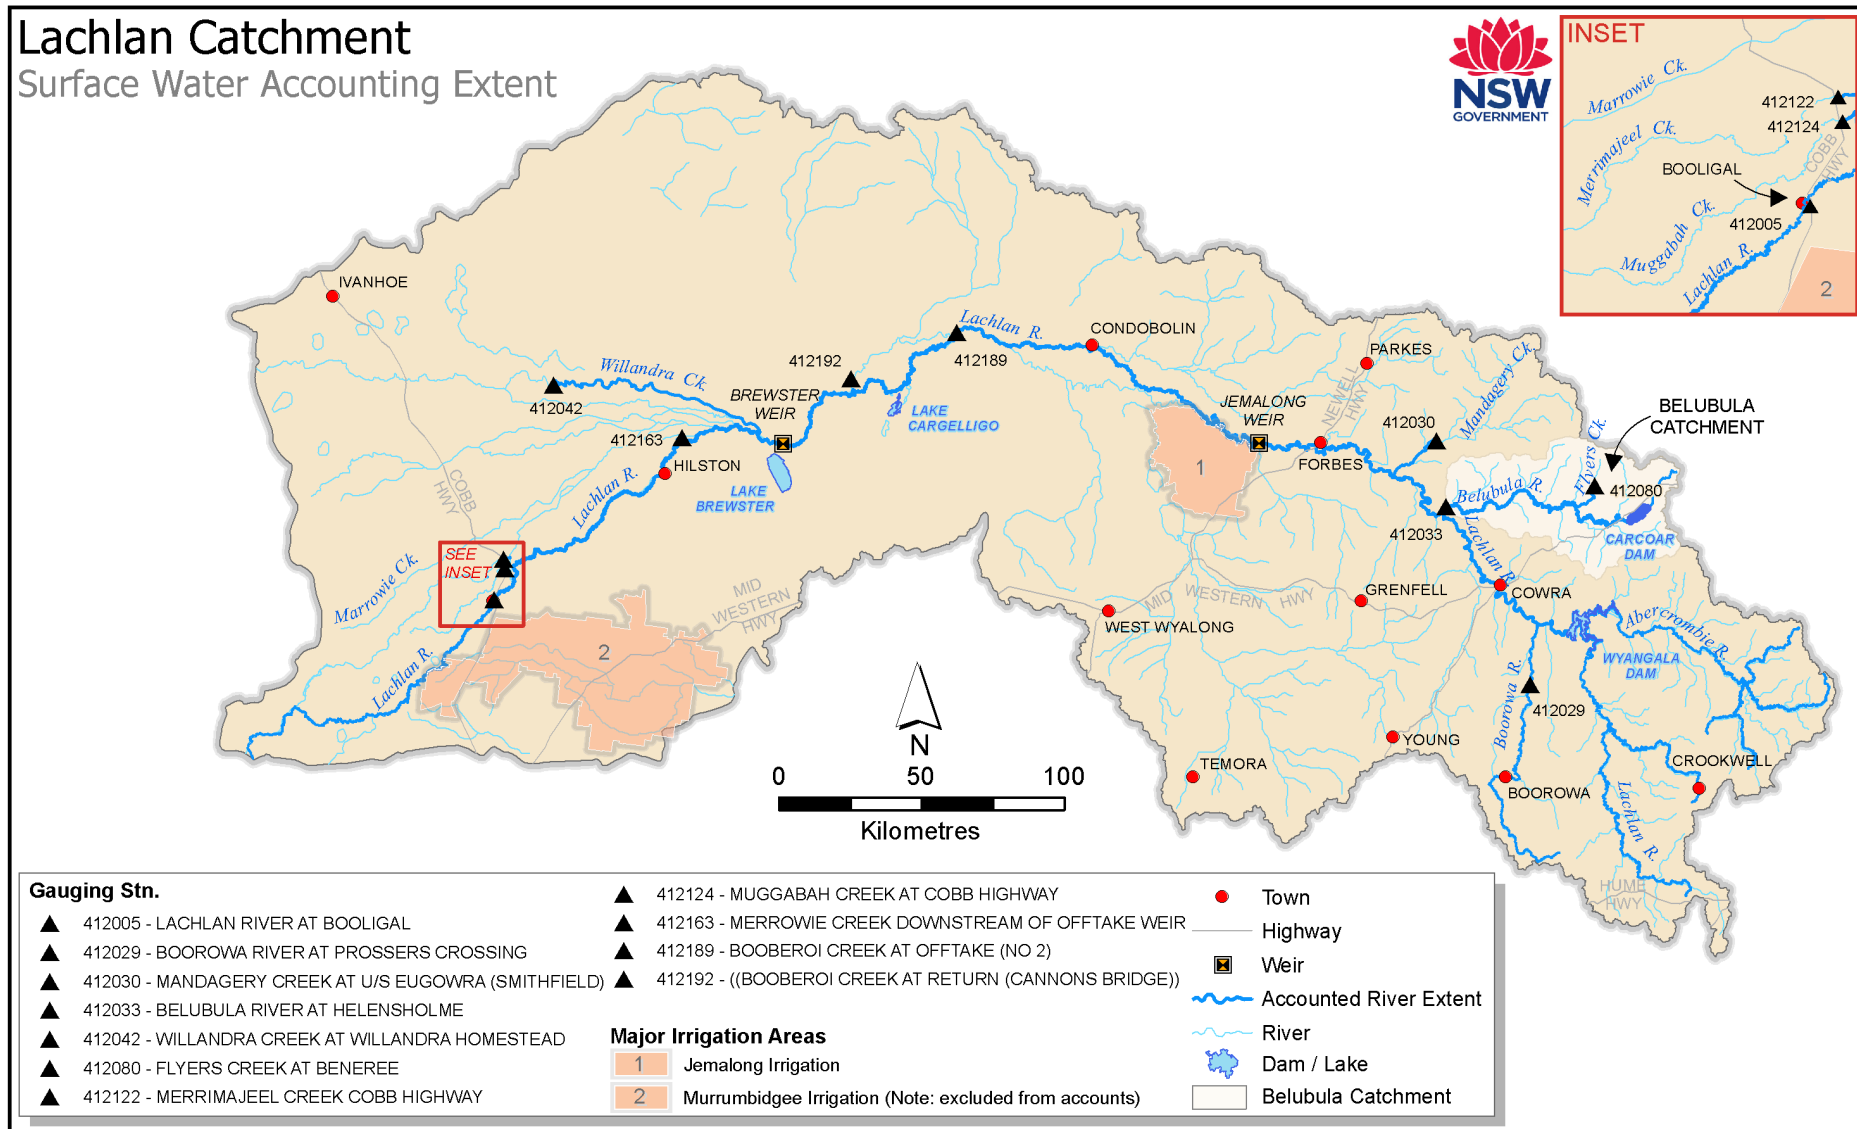 Lachlan Catchment
Surface Water Accounting Extent
NSW
GOVERNMENT
INSET
Marrowie Ck.
412122
412124
Merrimajeel Ck.
COBB
HWY
BOOLIGAL
412005
Muggabah Ck.
Lachlan R.
2
IVANHOE
Willandra Ck.
412042
BREWSTER
WEIR
412192
412189
Lachlan R.
CONDOBOLIN
LAKE
CARGELLIGO
412163
HILSTON
LAKE
BREWSTER
Lachlan R.
COBB
HWY
SEE
INSET
Marrowie Ck.
Lachlan R.
2
MID
WESTERN
HWY
JEMALONG
WEIR
1
NEWELL
HWY
PARKES
FORBES
412030
Mandagery Ck.
BELUBULA
CATCHMENT
Flyers Ck.
412080
Belubula R.
412033
CARCOAR
DAM
Lachlan R.
COWRA
GRENFELL
MID WESTERN HWY
WEST WYALONG
Abercrombie R.
WYANGALA
DAM
Boorowa R.
412029
YOUNG
TEMORA
BOOROWA
CROOKWELL
Lachlan R.
HUME
HWY
N
0 50 100
Kilometres
Gauging Stn.
412005 - LACHLAN RIVER AT BOOLIGAL
412029 - BOOROWA RIVER AT PROSSERS CROSSING
412030 - MANDAGERY CREEK AT U/S EUGOWRA (SMITHFIELD)
412033 - BELUBULA RIVER AT HELENSHOLME
412042 - WILLANDRA CREEK AT WILLANDRA HOMESTEAD
412080 - FLYERS CREEK AT BENEREE
412122 - MERRIMAJEEL CREEK COBB HIGHWAY
412124 - MUGGABAH CREEK AT COBB HIGHWAY
412163 - MERROWIE CREEK DOWNSTREAM OF OFFTAKE WEIR
412189 - BOOBEROI CREEK AT OFFTAKE (NO 2)
412192 - ((BOOBEROI CREEK AT RETURN (CANNONS BRIDGE))
Major Irrigation Areas
1 Jemalong Irrigation
2 Murrumbidgee Irrigation (Note: excluded from accounts)
Town
Highway
Weir
Accounted River Extent
River
Dam / Lake
Belubula Catchment